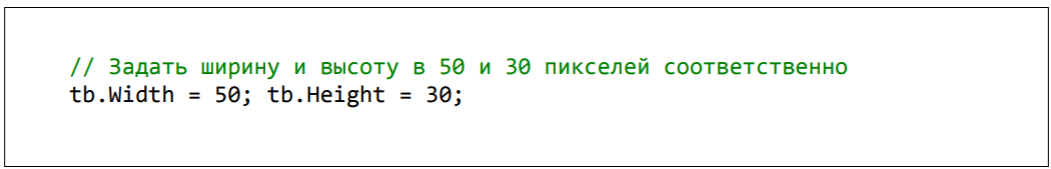 // Задать ширину и высоту в 50 и 30 пикселей соответственно
tb.Width = 50; tb.Height = 30;